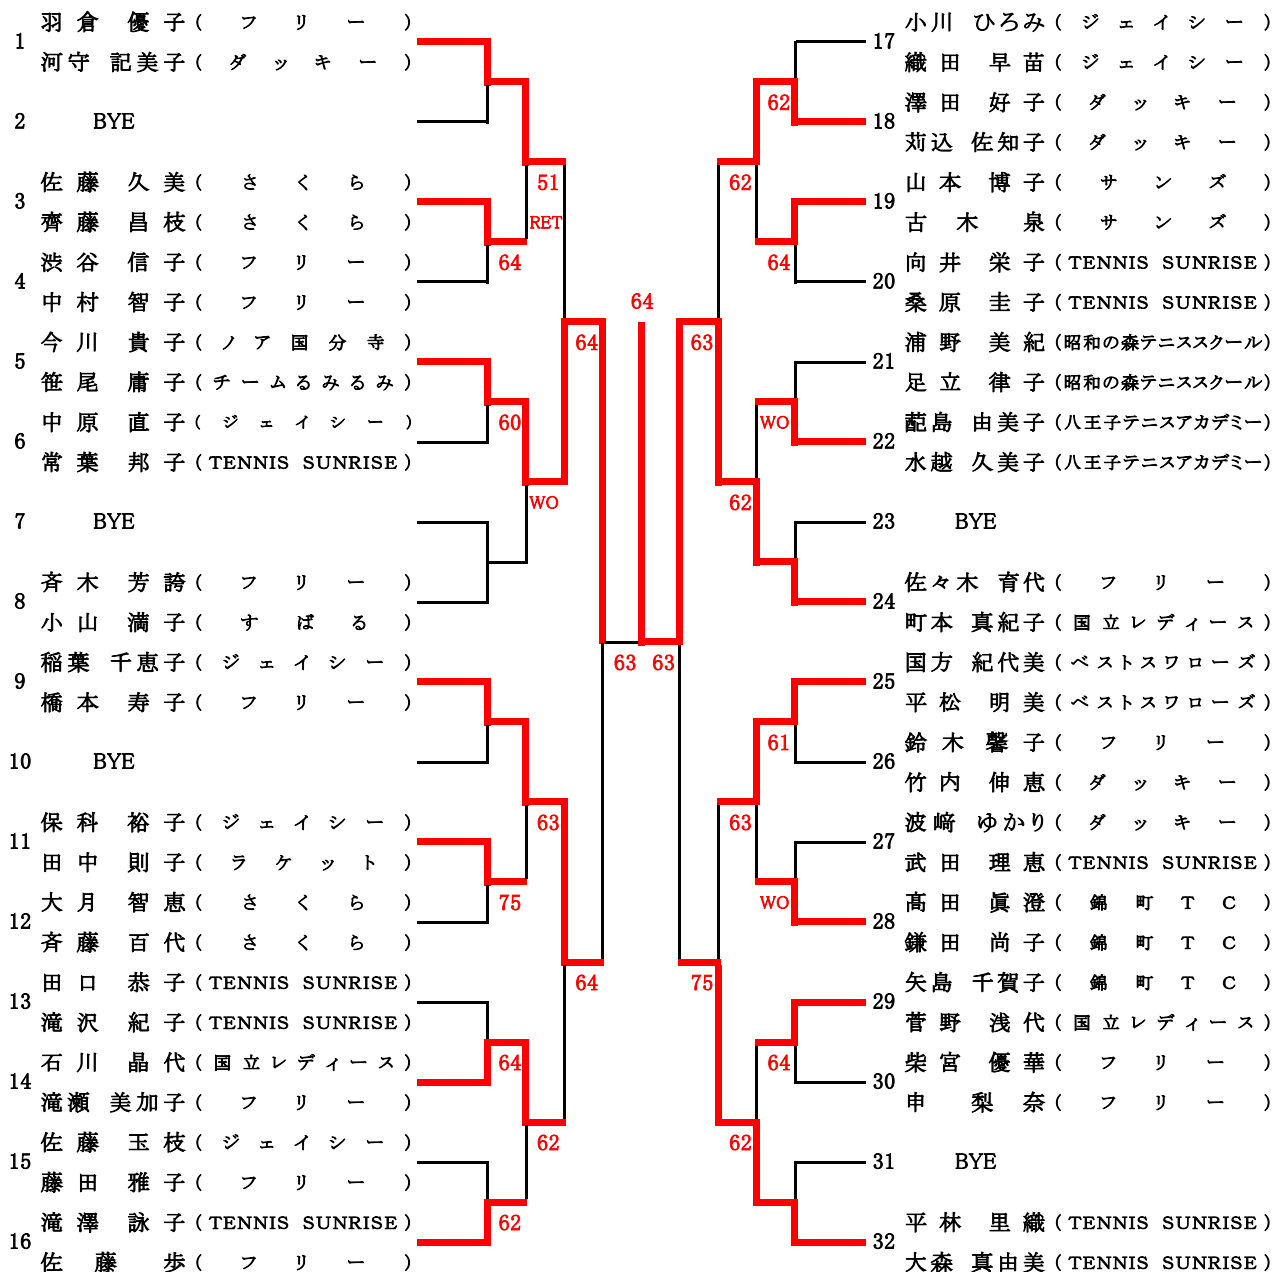 羽倉 優子 ( フリー )
1
河守 記美子 ( ダッキー )
2 BYE
佐藤 久美 ( さくら )
3
齊藤 昌枝 ( さくら )
渋谷 信子 ( フリー )
4
中村 智子 ( フリー )
今川 貴子 ( ノア国分寺 )
5
笹尾 庸子 ( チームるみるみ )
中原 直子 ( ジェイシー )
6
常葉 邦子 ( TENNIS SUNRISE )
7 BYE
斉木 芳誇 ( フリー )
8
小山 満子 ( すばる )
稲葉 千恵子 ( ジェイシー )
9
橋本 寿子 ( フリー )
10 BYE
保科 裕子 ( ジェイシー )
11
田中 則子 ( ラケット )
大月 智恵 ( さくら )
12
斉藤 百代 ( さくら )
田口 恭子 ( TENNIS SUNRISE )
13
滝沢 紀子 ( TENNIS SUNRISE )
石川 晶代 ( 国立レディース )
14
滝瀬 美加子 ( フリー )
佐藤 玉枝 ( ジェイシー )
15
藤田 雅子 ( フリー )
滝澤 詠子 ( TENNIS SUNRISE )
16
佐藤 歩 ( フリー )
51
RET
64
64
60
WO
63
75
64
64
62
62
64
63 63
62
62
64
63
WO
62
61
63
WO
75
64
62
小川 ひろみ ( ジェイシー )
17
織田 早苗 ( ジェイシー )
澤田 好子 ( ダッキー )
18
苅込 佐知子 ( ダッキー )
山本 博子 ( サンズ )
19
古木 泉 ( サンズ )
向井 栄子 ( TENNIS SUNRISE )
20
桑原 圭子 ( TENNIS SUNRISE )
浦野 美紀 (昭和の森テニススクール)
21
足立 律子 (昭和の森テニススクール)
島 由美子 (八王子テニスアカデミー)
22
水越 久美子 (八王子テニスアカデミー)
23 BYE
佐々木 育代 ( フリー )
24
町本 真紀子 ( 国立レディース )
国方 紀代美 ( ベストスワローズ )
25
平松 明美 ( ベストスワローズ )
鈴木 馨子 ( フリー )
26
竹内 伸恵 ( ダッキー )
波﨑 ゆかり ( ダッキー )
27
武田 理恵 ( TENNIS SUNRISE )
髙田 眞澄 ( 錦町TC )
28
鎌田 尚子 ( 錦町TC )
矢島 千賀子 ( 錦町TC )
29
菅野 浅代 ( 国立レディース )
柴宮 優華 ( フリー )
30
申 梨奈 ( フリー )
31 BYE
平林 里織 ( TENNIS SUNRISE )
32
大森 真由美 ( TENNIS SUNRISE )